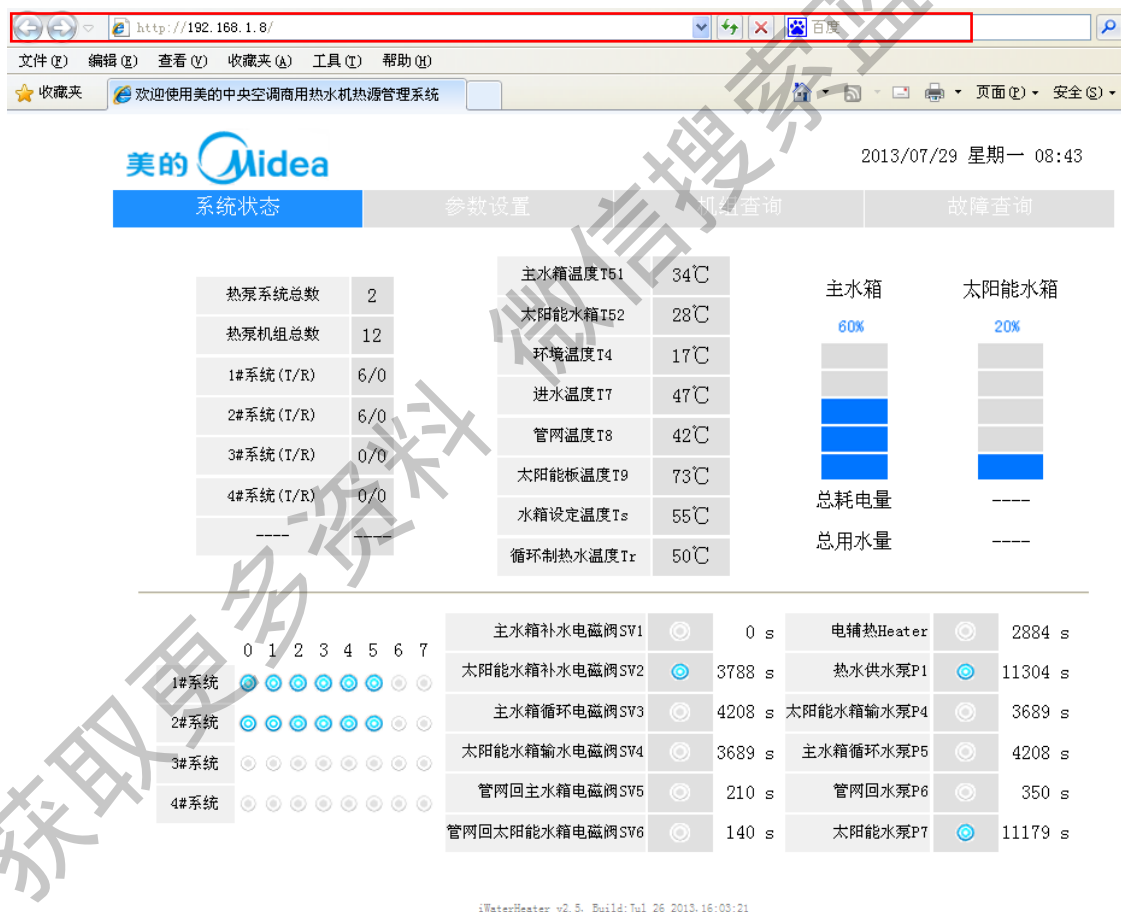 http://192.168.1.8/ 百度
文件(F) 编辑(E) 查看(V) 收藏夹(A) 工具(T) 帮助(H)
收藏夹 欢迎使用美的中央空调商用热水机热源管理系统 页面(P) 安全(S)
美的 Midea 2013/07/29 星期一 08:43
系统状态 参数设置 机组查询 故障查询
热泵系统总数 2
热泵机组总数 12
1#系统(T/R) 6/0
2#系统(T/R) 6/0
3#系统(T/R) 0/0
4#系统(T/R) 0/0
---- ----
主水箱温度T51 34℃
太阳能水箱T52 28℃
环境温度T4 17℃
进水温度T7 47℃
管网温度T8 42℃
太阳能板温度T9 73℃
水箱设定温度Ts 55℃
循环制热水温度Tr 50℃
主水箱 太阳能水箱
60% 20%
总耗电量 ----
总用水量 ----
0 1 2 3 4 5 6 7
1#系统
2#系统
3#系统
4#系统
主水箱补水电磁阀SV1 0 s 电辅热Heater 2884 s
太阳能水箱补水电磁阀SV2 3788 s 热水供水泵P1 11304 s
主水箱循环电磁阀SV3 4208 s 太阳能水箱输水泵P4 3689 s
太阳能水箱输水电磁阀SV4 3689 s 主水箱循环水泵P5 4208 s
管网回主水箱电磁阀SV5 210 s 管网回水泵P6 350 s
管网回太阳能水箱电磁阀SV6 140 s 太阳能水泵P7 11179 s
iWaterHeater v2.5, Build:Jul 26 2013,16:03:21
获取更多资料 微信搜索蓝